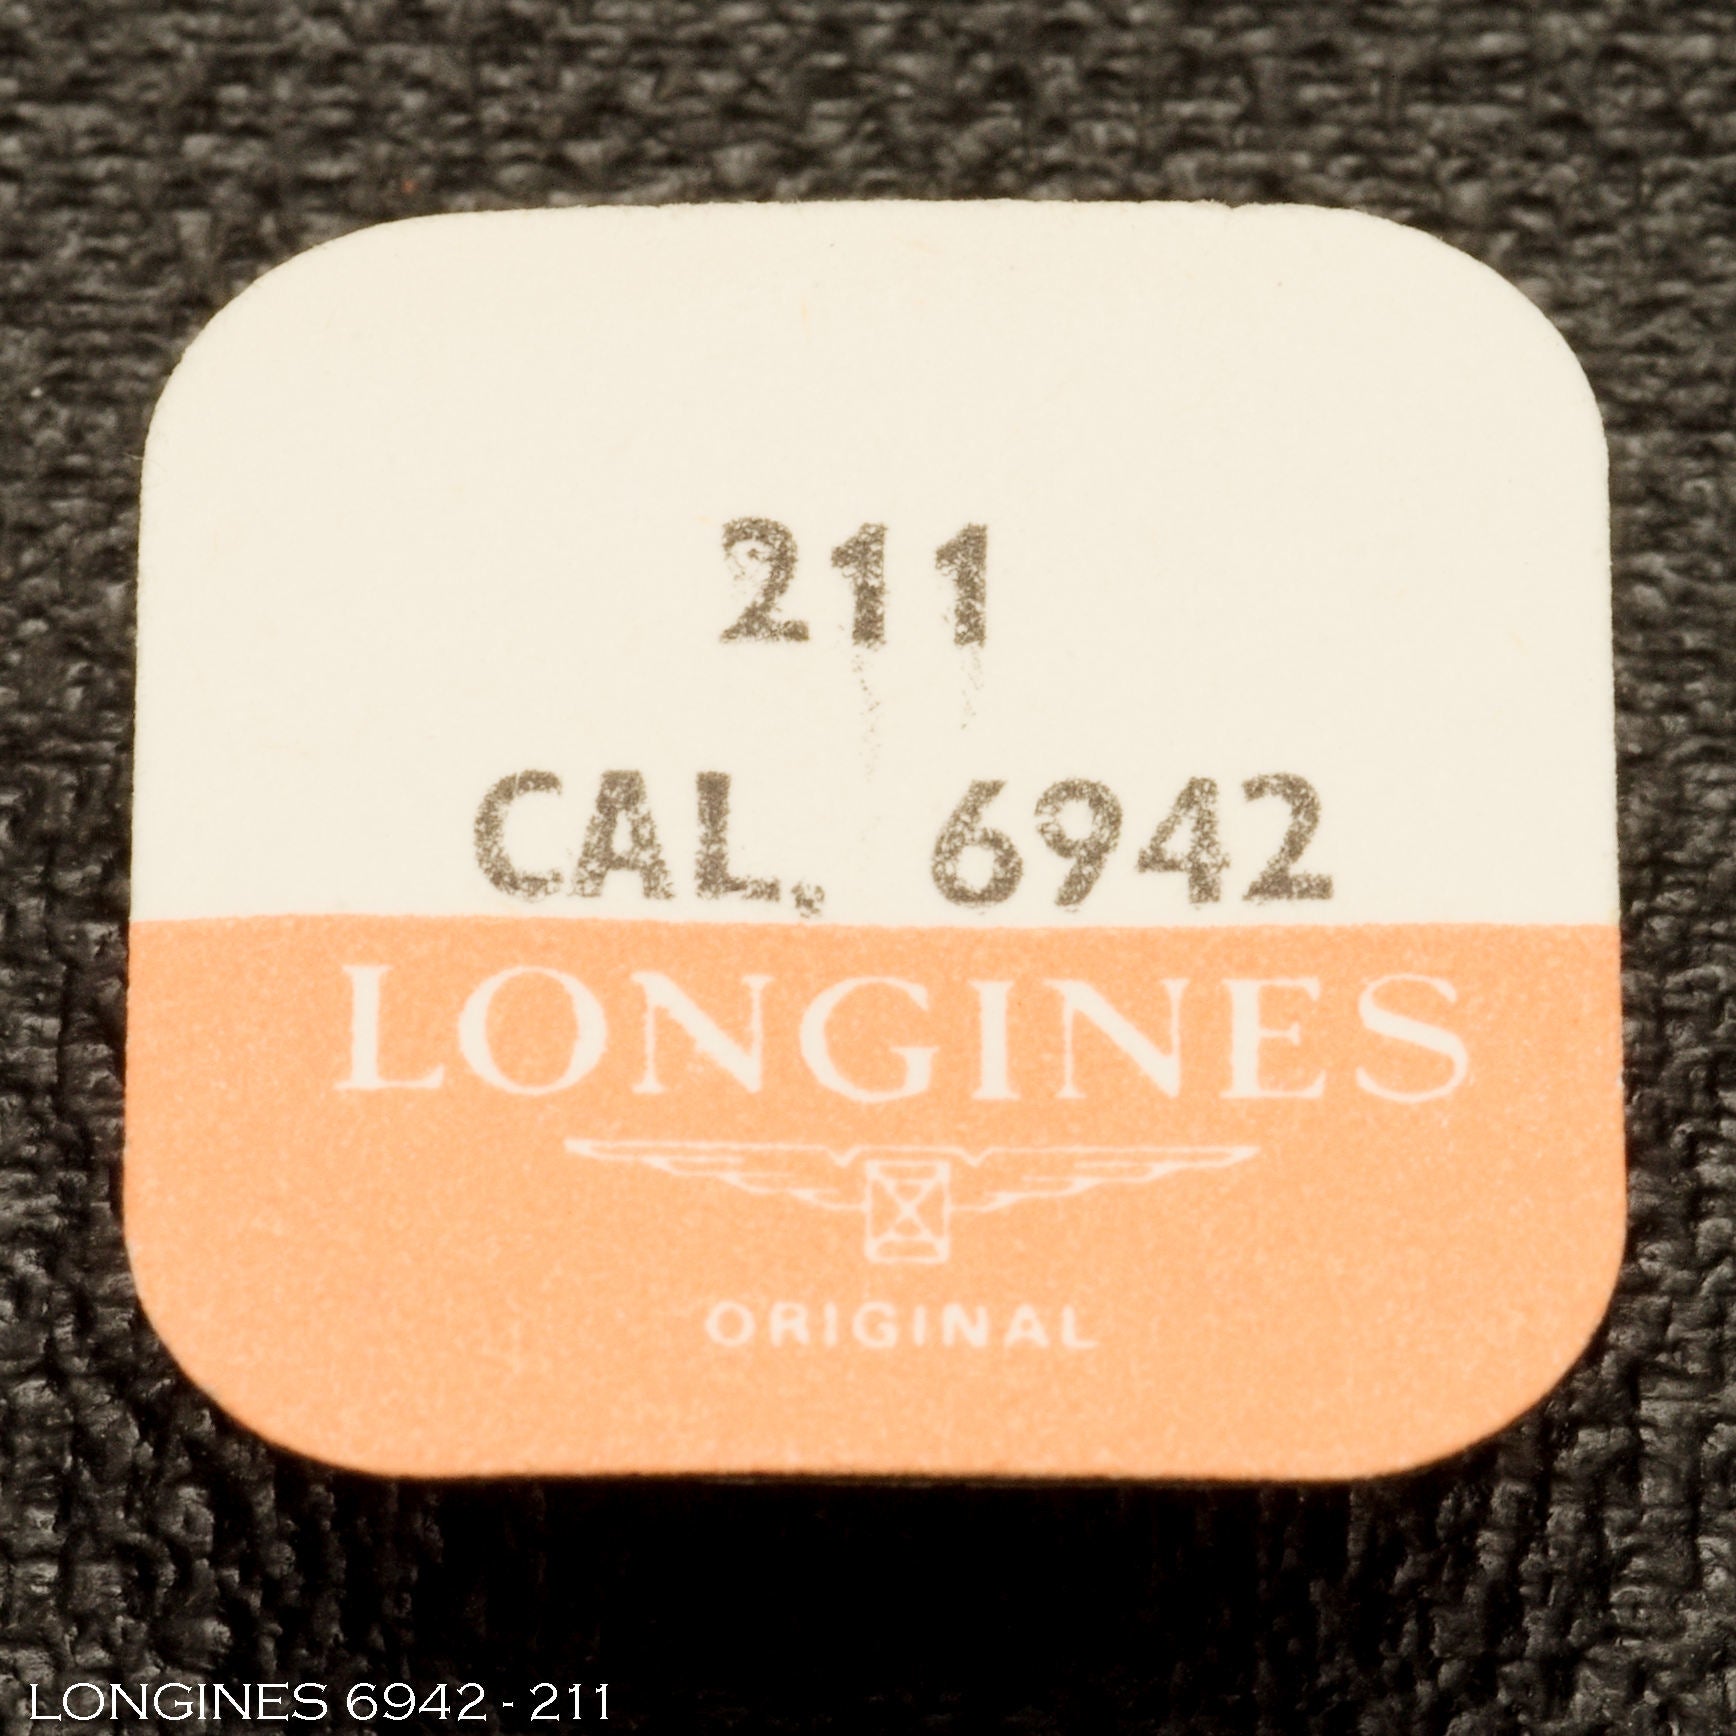 211
CAL. 6942
LONGINES
ORIGINAL
LONGINES 6942 - 211